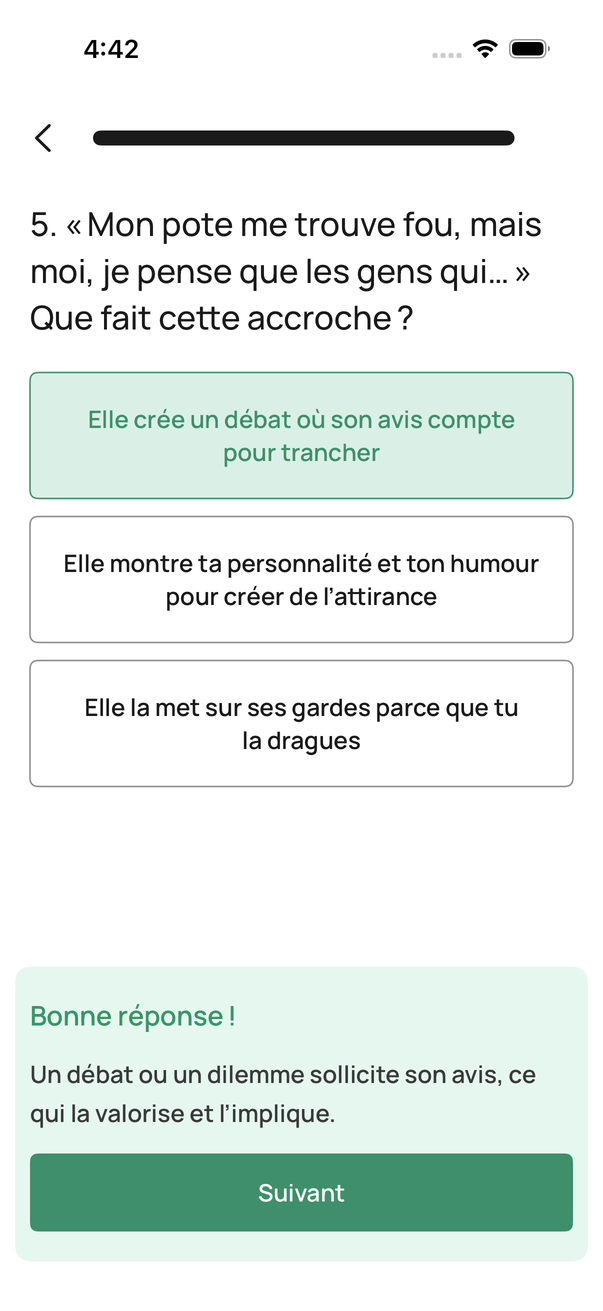 4:42
5. « Mon pote me trouve fou, mais
moi, je pense que les gens qui... »
Que fait cette accroche ?
Elle crée un débat où son avis compte
pour trancher
Elle montre ta personnalité et ton humour
pour créer de l’attirance
Elle la met sur ses gardes parce que tu
la dragues
Bonne réponse !
Un débat ou un dilemme sollicite son avis, ce
qui la valorise et l’implique.
Suivant